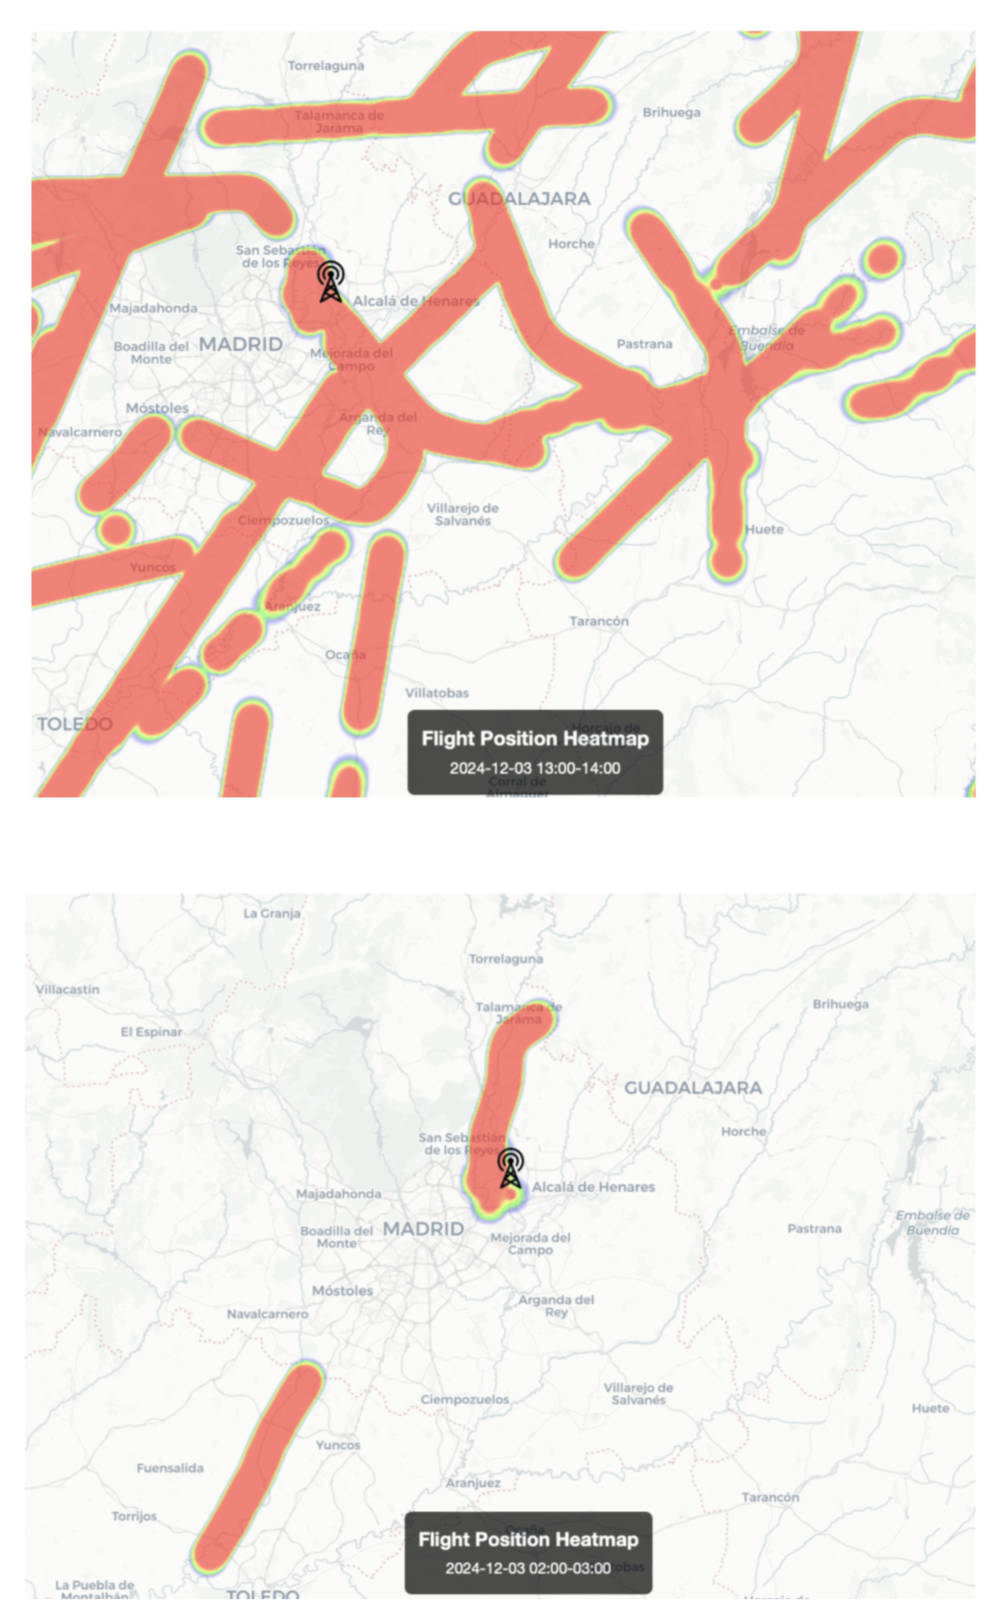 Torrelaguna
Talamanca de
Jarama
Brihuega
GUADALAJARA
San Sebastián
de los Reyes
Horche
Alcalá de Henares
Majadahonda
MADRID
Boadilla del
Monte
Mejorada del
Campo
Pastrana
Embalse de
Buendía
Móstoles
Navalcarnero
Arganda del
Rey
Villarejo de
Salvanés
Ciempozuelos
Huete
Yuncos
Aranjuez
Tarancón
Ocaña
Villatobas
TOLEDO
Horcajo de
Flight Position Heatmap
2024-12-03 13:00-14:00
Corral de
Almaguer
La Granja
Torrelaguna
Villacastín
Talamanca de
Jarama
Brihuega
El Espinar
GUADALAJARA
San Sebastián
de los Reyes
Horche
Majadahonda
Alcalá de Henares
Embalse de
Buendía
Boadilla del
Monte
MADRID
Mejorada del
Campo
Pastrana
Móstoles
Navalcarnero
Arganda del
Rey
Ciempozuelos
Villarejo de
Salvanés
Huete
Yuncos
Fuensalida
Aranjuez
Tarancón
Torrijos
Ocaña
Flight Position Heatmap
2024-12-03 02:00-03:00
La Puebla de
Montalbán
TOLEDO